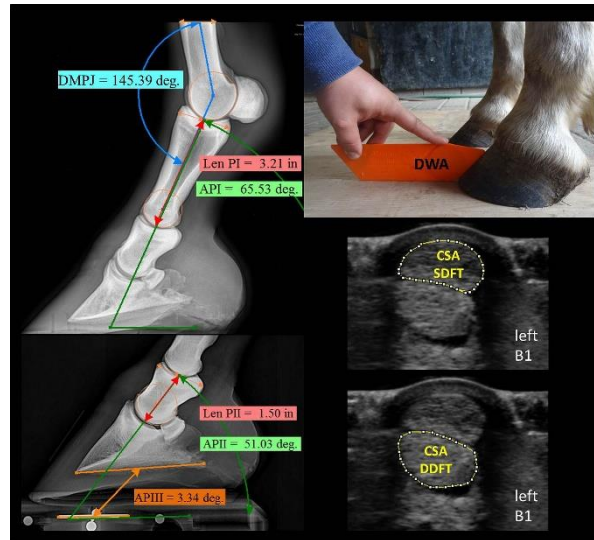 DMPJ = 145.39 deg.
Len PI = 3.21 in
API = 65.53 deg.
DWA
CSA
SDFT
left
B1
Len PII = 1.50 in
APII = 51.03 deg.
APIII = 3.34 deg.
CSA
DDFT
left
B1